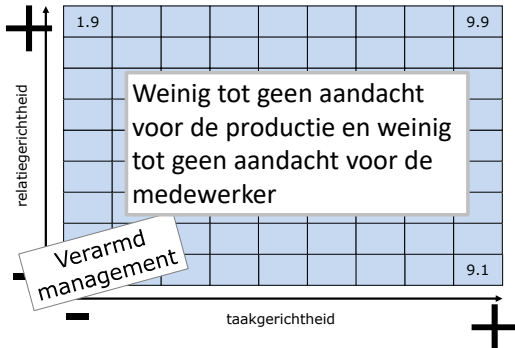 1.9
9.9
relatiegerichtheid
Weinig tot geen aandacht
voor de productie en weinig
tot geen aandacht voor de
medewerker
Verarmd
management
9.1
taakgerichtheid